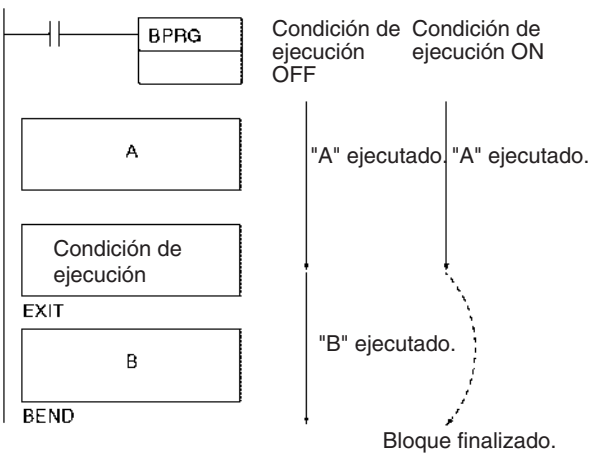 BPRG
Condición de ejecución OFF
Condición de ejecución ON
A
"A" ejecutado.
"A" ejecutado.
Condición de ejecución
EXIT
B
"B" ejecutado.
BEND
Bloque finalizado.